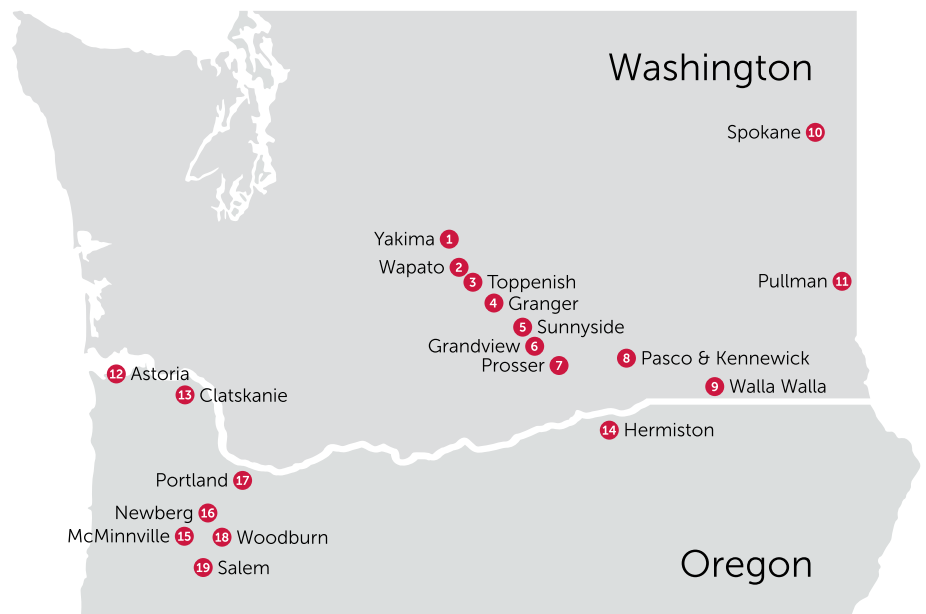 Washington
Spokane 10
Yakima 1
Wapato 2
3 Toppenish
Pullman 11
4 Granger
5 Sunnyside
Grandview 6
Prosser 7
8 Pasco & Kennewick
12 Astoria
9 Walla Walla
13 Clatskanie
14 Hermiston
Portland 17
Newberg 16
McMinnville 15
18 Woodburn
Oregon
19 Salem